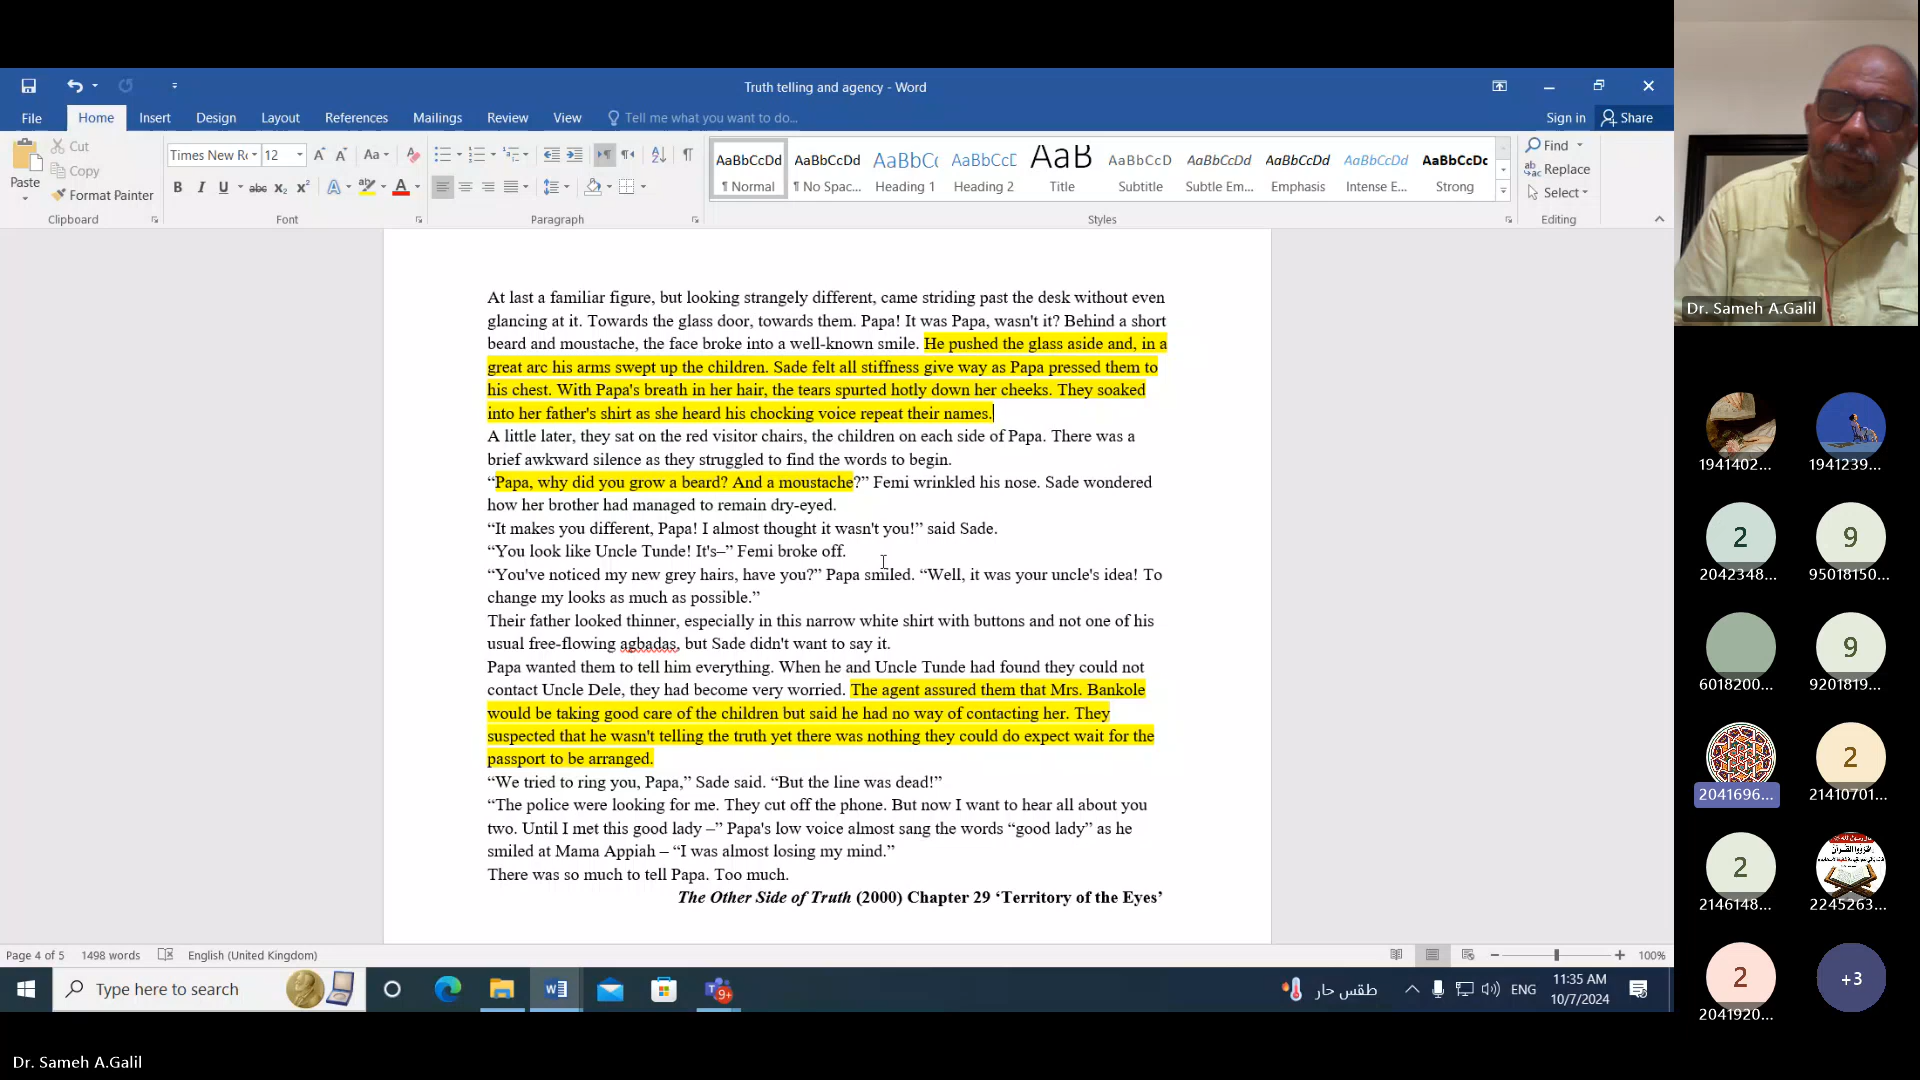 Truth telling and agency - Word
File Home Insert Design Layout References Mailings Review View Tell me what you want to do... Sign in Share
Cut
Copy
Paste
Format Painter
Times New Ro 12
AaBbCcDd AaBbCcDd AaBbC( AaBbCcE AaB AaBbCcD AaBbCcDd AaBbCcDd AaBbCcDd AaBbCcDc
¶ Normal ¶ No Spac... Heading 1 Heading 2 Title Subtitle Subtle Em... Emphasis Intense E... Strong
Find
Replace
Select
Clipboard Font Paragraph Styles Editing
At last a familiar figure, but looking strangely different, came striding past the desk without even
glancing at it. Towards the glass door, towards them. Papa! It was Papa, wasn't it? Behind a short
beard and moustache, the face broke into a well-known smile. He pushed the glass aside and, in a
great arc his arms swept up the children. Sade felt all stiffness give way as Papa pressed them to
his chest. With Papa's breath in her hair, the tears spurted hotly down her cheeks. They soaked
into her father's shirt as she heard his chocking voice repeat their names.
A little later, they sat on the red visitor chairs, the children on each side of Papa. There was a
brief awkward silence as they struggled to find the words to begin.
“Papa, why did you grow a beard? And a moustache?” Femi wrinkled his nose. Sade wondered
how her brother had managed to remain dry-eyed.
“It makes you different, Papa! I almost thought it wasn't you!” said Sade.
“You look like Uncle Tunde! It's–” Femi broke off.
“You've noticed my new grey hairs, have you?” Papa smiled. “Well, it was your uncle's idea! To
change my looks as much as possible.”
Their father looked thinner, especially in this narrow white shirt with buttons and not one of his
usual free-flowing agbadas, but Sade didn't want to say it.
Papa wanted them to tell him everything. When he and Uncle Tunde had found they could not
contact Uncle Dele, they had become very worried. The agent assured them that Mrs. Bankole
would be taking good care of the children but said he had no way of contacting her. They
suspected that he wasn't telling the truth yet there was nothing they could do expect wait for the
passport to be arranged.
“We tried to ring you, Papa,” Sade said. “But the line was dead!”
“The police were looking for me. They cut off the phone. But now I want to hear all about you
two. Until I met this good lady –” Papa's low voice almost sang the words “good lady” as he
smiled at Mama Appiah – “I was almost losing my mind.”
There was so much to tell Papa. Too much.
The Other Side of Truth (2000) Chapter 29 ‘Territory of the Eyes’
Page 4 of 5 1498 words English (United Kingdom) 100%
Type here to search
طقس حار
ENG
11:35 AM
10/7/2024
Dr. Sameh A.Galil
Dr. Sameh A.Galil
1941402... 1941239...
2 9
2042348... 95018150...
9
6018200... 9201819...
2
2041696... 21410701...
2
2146148... 2245263...
2 +3
2041920...